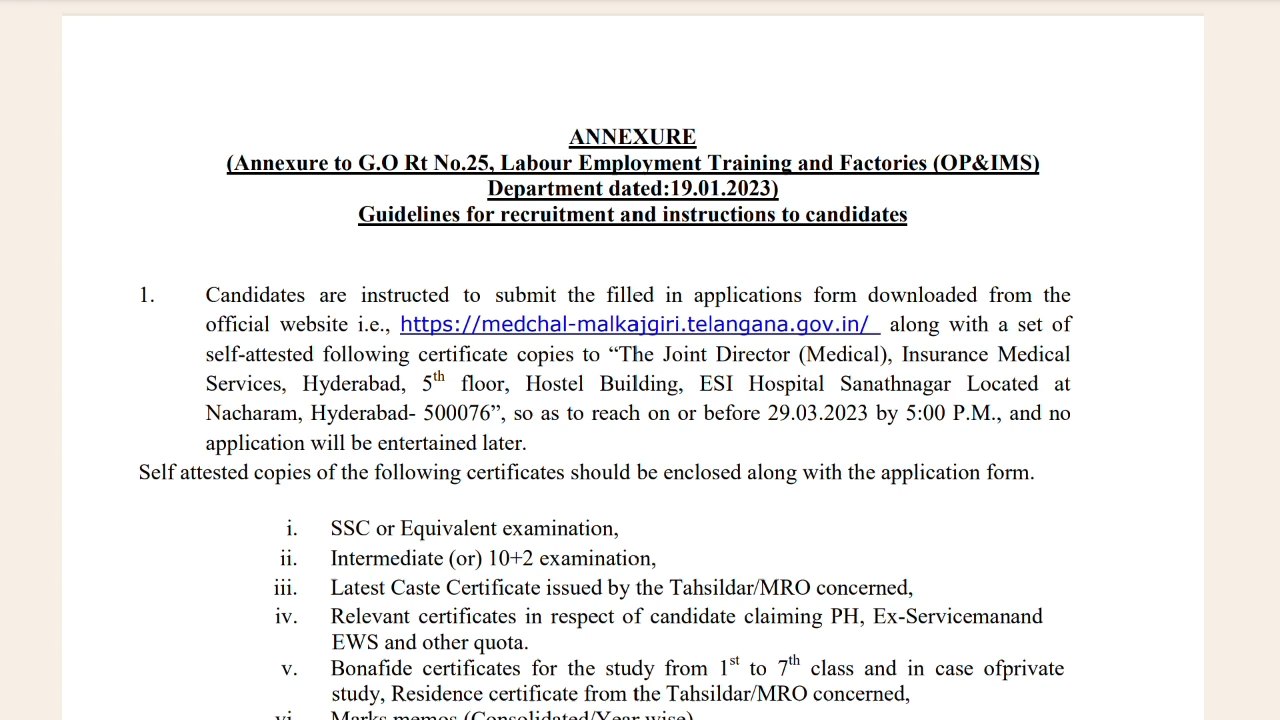 ANNEXURE
(Annexure to G.O Rt No.25, Labour Employment Training and Factories (OP&IMS)
Department dated:19.01.2023)
Guidelines for recruitment and instructions to candidates
1. Candidates are instructed to submit the filled in applications form downloaded from the
official website i.e., https://medchal-malkajgiri.telangana.gov.in/ along with a set of
self-attested following certificate copies to “The Joint Director (Medical), Insurance Medical
Services, Hyderabad, 5th floor, Hostel Building, ESI Hospital Sanathnagar Located at
Nacharam, Hyderabad- 500076”, so as to reach on or before 29.03.2023 by 5:00 P.M., and no
application will be entertained later.
Self attested copies of the following certificates should be enclosed along with the application form.
i. SSC or Equivalent examination,
ii. Intermediate (or) 10+2 examination,
iii. Latest Caste Certificate issued by the Tahsildar/MRO concerned,
iv. Relevant certificates in respect of candidate claiming PH, Ex-Servicemanand
EWS and other quota.
v. Bonafide certificates for the study from 1st to 7th class and in case ofprivate
study, Residence certificate from the Tahsildar/MRO concerned,
vi. Marks memos (Consolidated/Year wise)